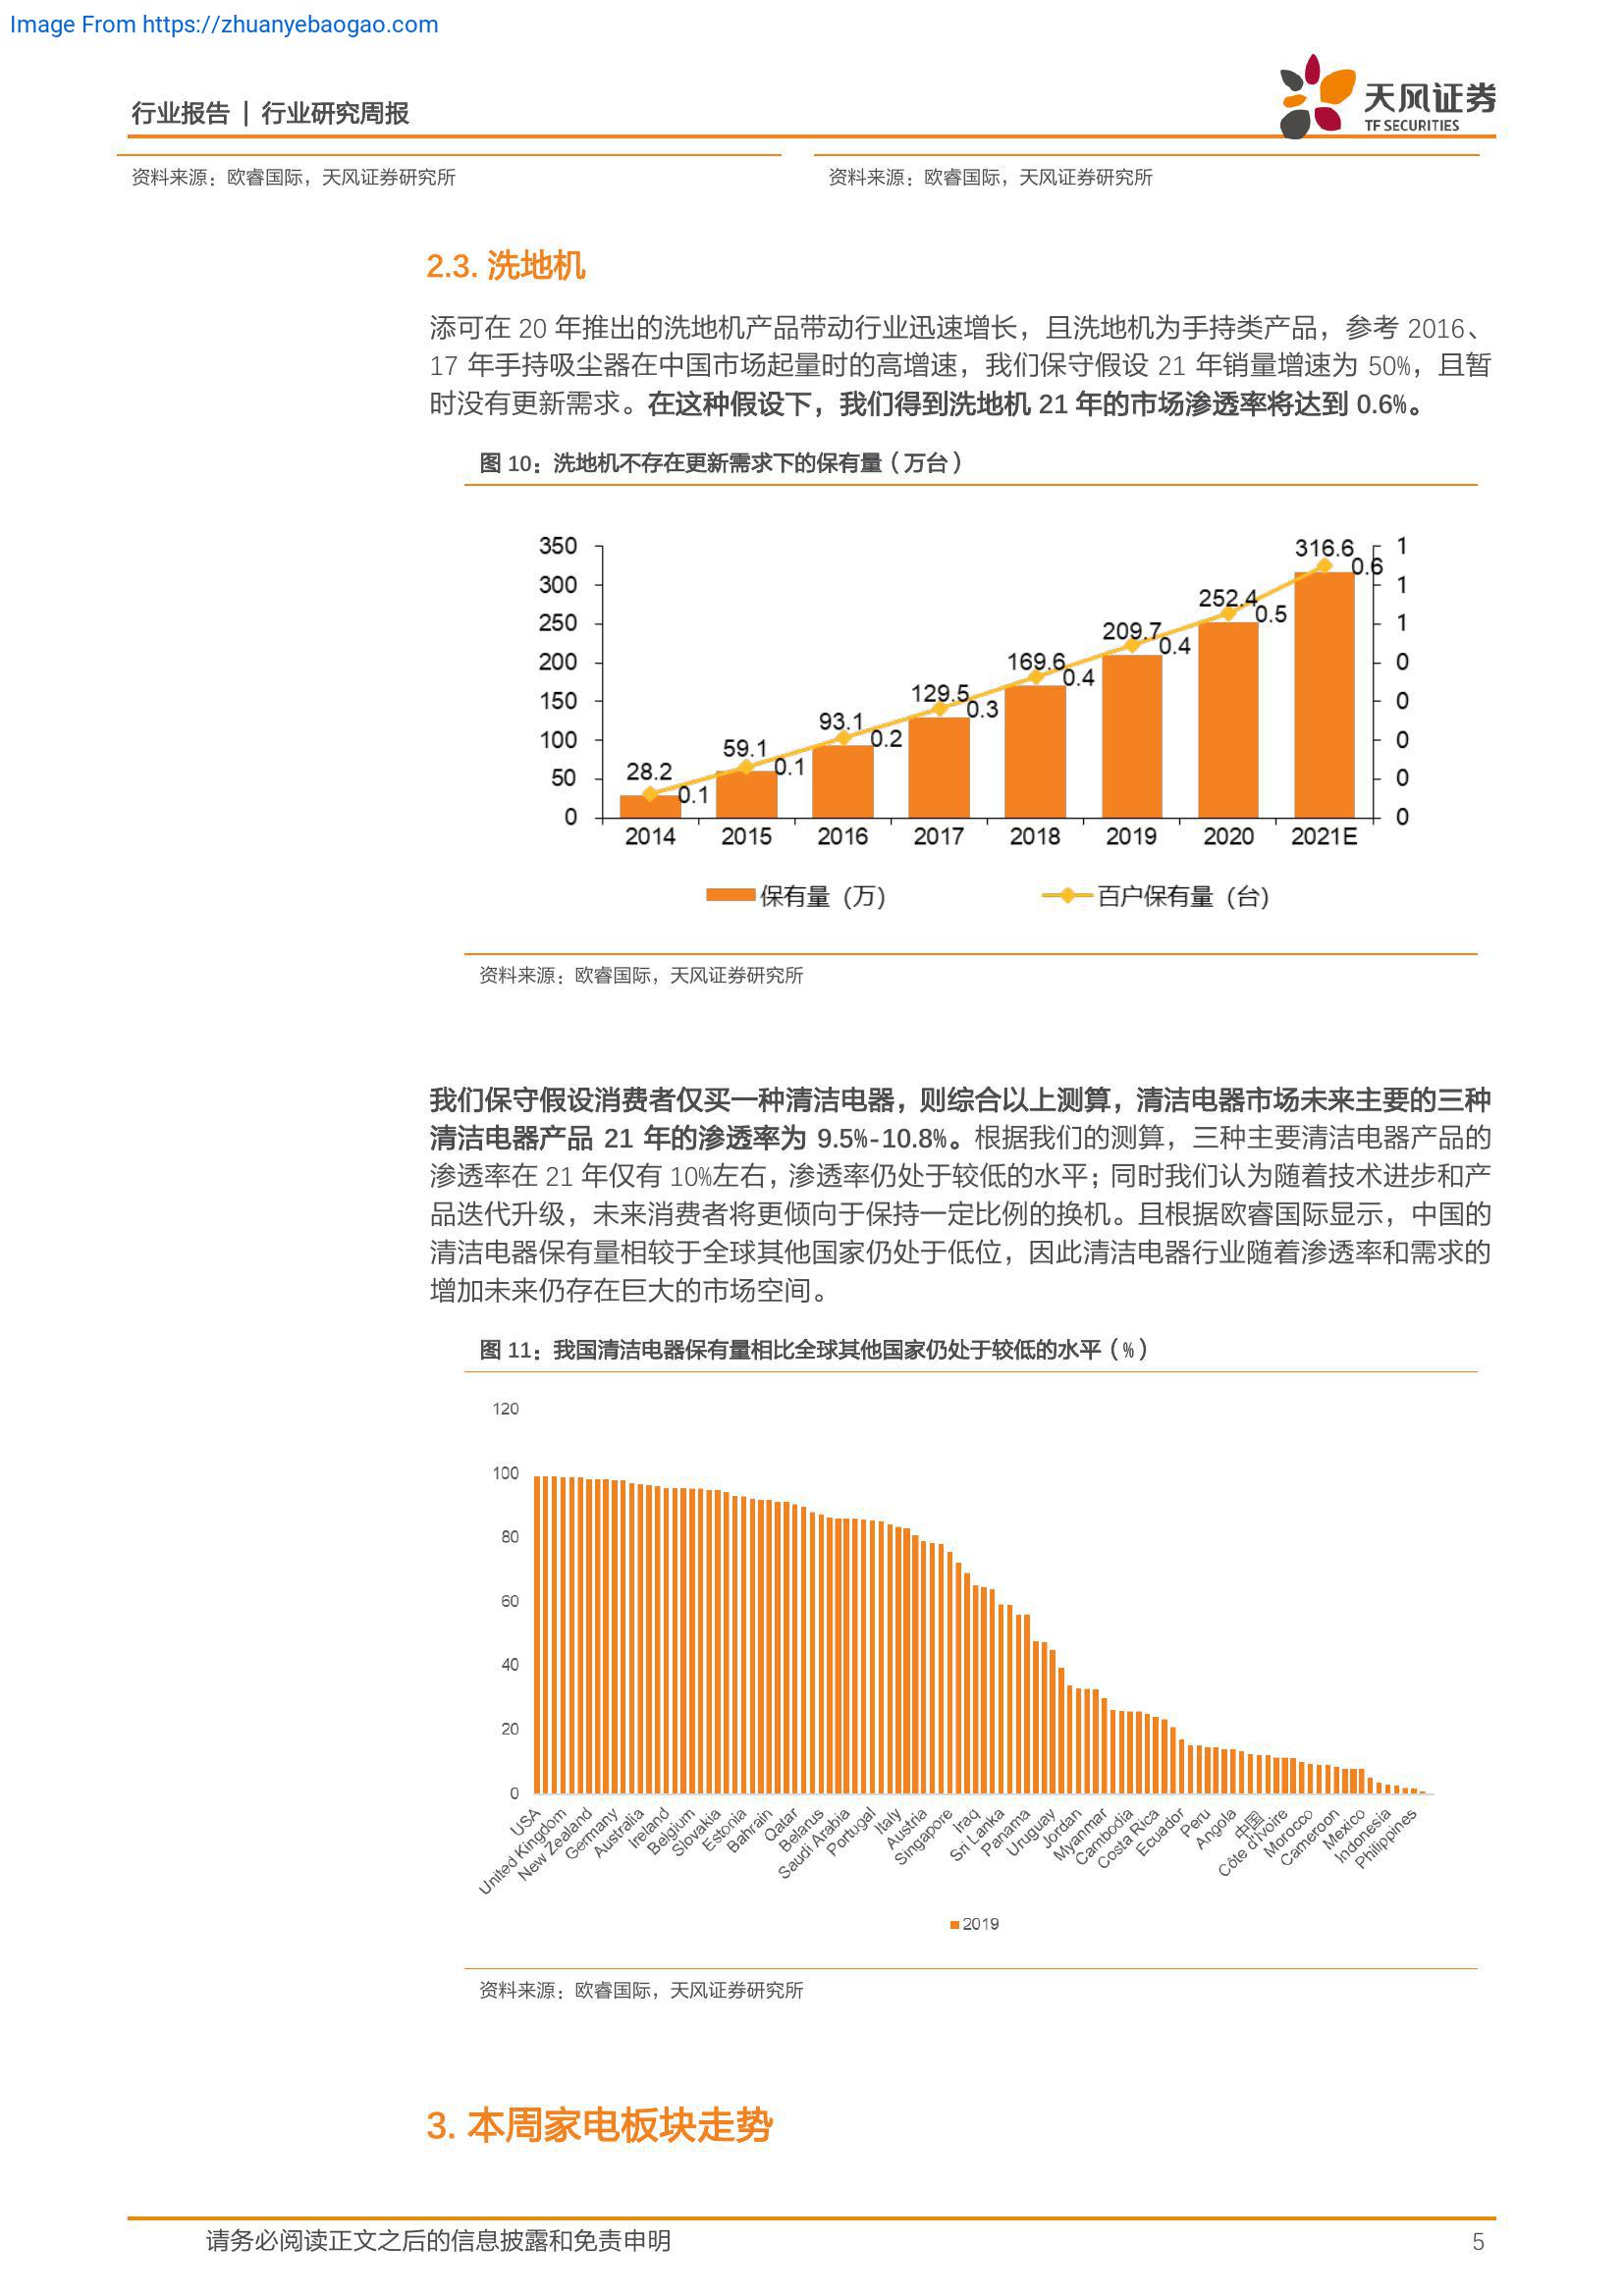 Image From https://zhuanyebaogao.com
行业报告 | 行业研究周报
天风证券
TF SECURITIES
资料来源：欧睿国际，天风证券研究所
资料来源：欧睿国际，天风证券研究所
2.3. 洗地机
添可在 20 年推出的洗地机产品带动行业迅速增长，且洗地机为手持类产品，参考 2016、
17 年手持吸尘器在中国市场起量时的高增速，我们保守假设 21 年销量增速为 50%，且暂
时没有更新需求。在这种假设下，我们得到洗地机 21 年的市场渗透率将达到 0.6%。
图 10：洗地机不存在更新需求下的保有量（万台）
350
300
250
200
150
100
50
0
28.2
59.1
93.1
129.5
169.6
209.7
252.4
316.6
0.1
0.1
0.2
0.3
0.4
0.4
0.5
0.6
1
1
1
0
0
0
0
0
2014 2015 2016 2017 2018 2019 2020 2021E
保有量（万） 百户保有量（台）
资料来源：欧睿国际，天风证券研究所
我们保守假设消费者仅买一种清洁电器，则综合以上测算，清洁电器市场未来主要的三种
清洁电器产品 21 年的渗透率为 9.5%-10.8%。根据我们的测算，三种主要清洁电器产品的
渗透率在 21 年仅有 10%左右，渗透率仍处于较低的水平；同时我们认为随着技术进步和产
品迭代升级，未来消费者将更倾向于保持一定比例的换机。且根据欧睿国际显示，中国的
清洁电器保有量相较于全球其他国家仍处于低位，因此清洁电器行业随着渗透率和需求的
增加未来仍存在巨大的市场空间。
图 11：我国清洁电器保有量相比全球其他国家仍处于较低的水平（%）
120
100
80
60
40
20
0
USA
United Kingdom
New Zealand
Germany
Australia
Ireland
Belgium
Slovakia
Estonia
Bahrain
Qatar
Belarus
Saudi Arabia
Portugal
Italy
Austria
Singapore
Iraq
Sri Lanka
Panama
Uruguay
Jordan
Myanmar
Cambodia
Costa Rica
Ecuador
Peru
Angola
中国
Côte d'Ivoire
Morocco
Cameroon
Mexico
Indonesia
Philippines
2019
资料来源：欧睿国际，天风证券研究所
3. 本周家电板块走势
请务必阅读正文之后的信息披露和免责申明
5